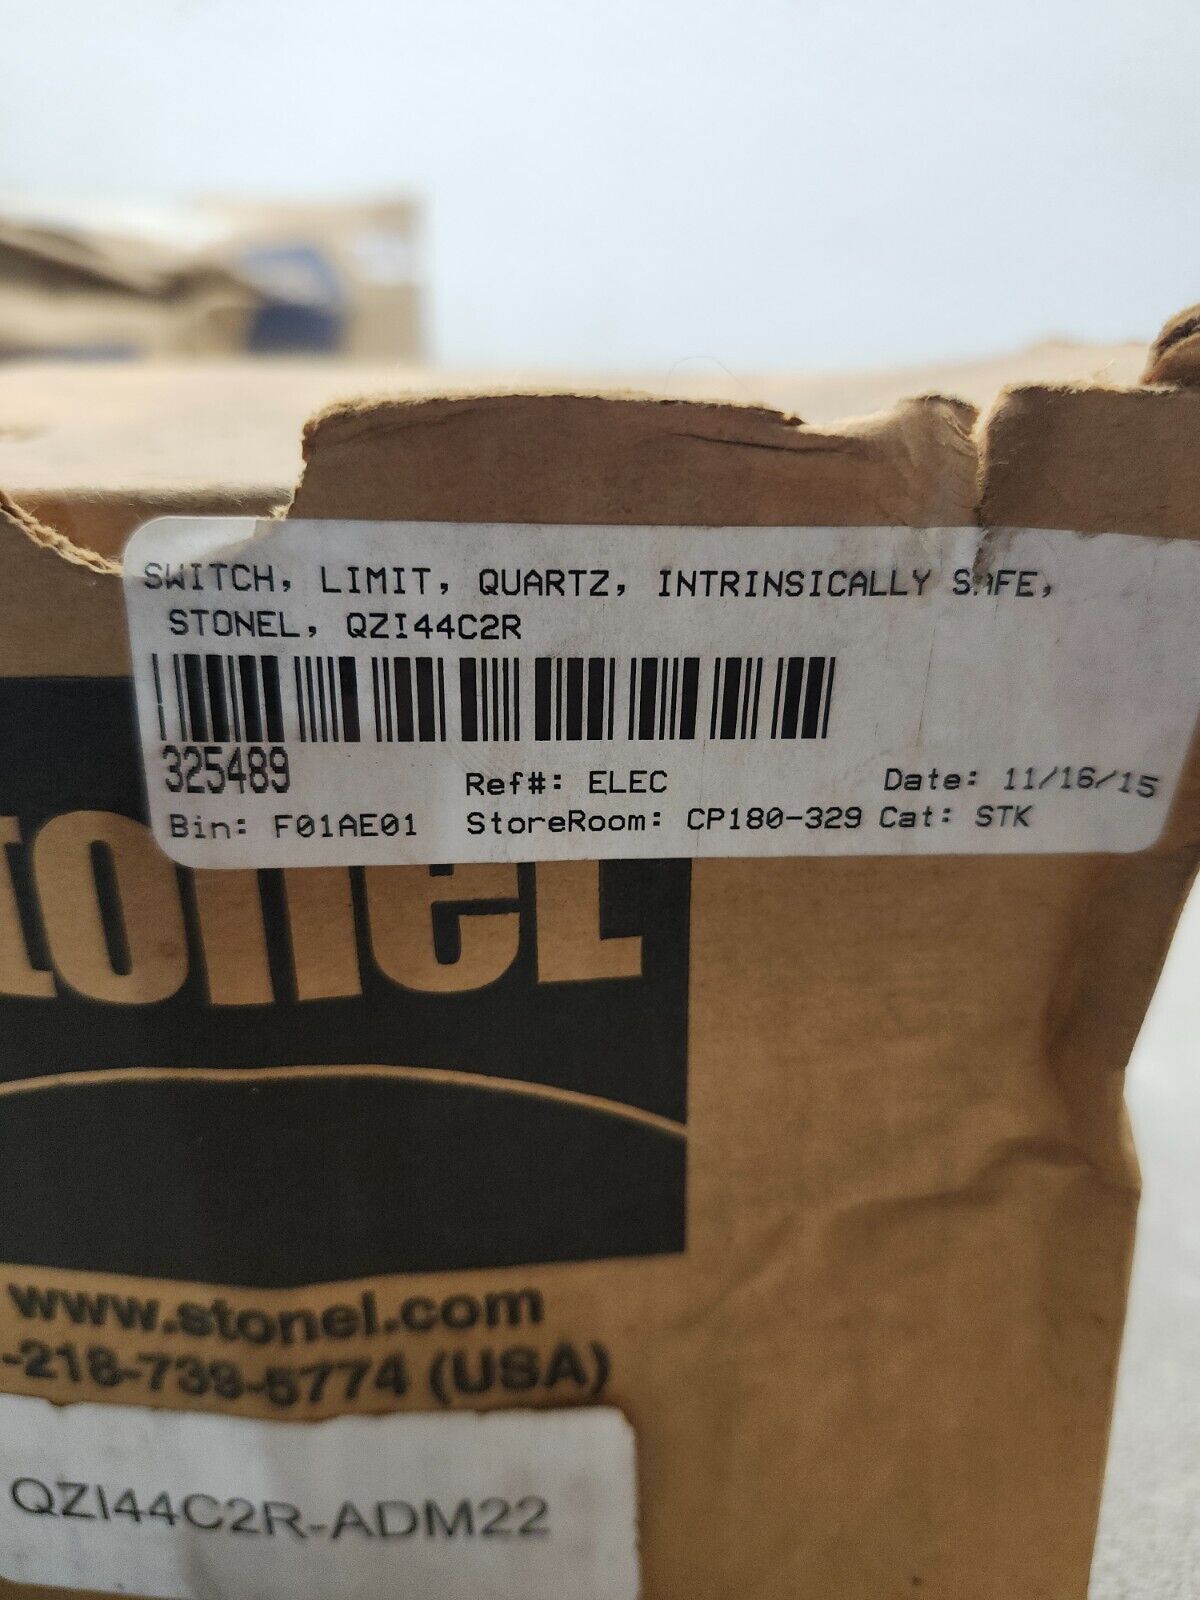 SWITCH, LIMIT, QUARTZ, INTRINSICALLY SAFE,
STONEL, QZI44C2R
325489
Ref#: ELEC
Date: 11/16/15
Bin: F01AE01
StoreRoom: CP180-329
Cat: STK
tonel
www.stonel.com
-218-739-5774 (USA)
QZI44C2R-ADM22